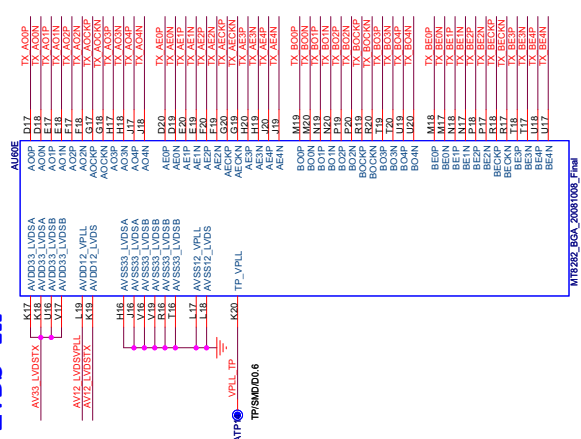 TX_AO0P TX_AO0N TX_AO1P TX_AO1N TX_AO2P TX_AO2N TX_AOCKP TX_AOCKN TX_AO3P TX_AO3N TX_AO4P TX_AO4N TX_AE0P TX_AE0N TX_AE1P TX_AE1N TX_AE2P TX_AE2N TX_AECKP TX_AECKN TX_AE3P TX_AE3N TX_AE4P TX_AE4N TX_BO0P TX_BO0N TX_BO1P TX_BO1N TX_BO2P TX_BO2N TX_BOCKP TX_BOCKN TX_BO3P TX_BO3N TX_BO4P TX_BO4N TX_BE0P TX_BE0N TX_BE1P TX_BE1N TX_BE2P TX_BE2N TX_BECKP TX_BECKN TX_BE3P TX_BE3N TX_BE4P TX_BE4N
D17 D18 E17 E18 F17 F18 G17 G18 H17 H18 J17 J18 D20 D19 E20 E19 F20 F19 G20 G19 H20 H19 J20 J19 M19 M20 N19 N20 P19 P20 R19 R20 T19 T20 U19 U20 M18 M17 N18 N17 P18 P17 R18 R17 T18 T17 U18 U17
AU60E
AO0P AO0N AO1P AO1N AO2P AO2N AOCKP AOCKN AO3P AO3N AO4P AO4N AE0P AE0N AE1P AE1N AE2P AE2N AECKP AECKN AE3P AE3N AE4P AE4N BO0P BO0N BO1P BO1N BO2P BO2N BOCKP BOCKN BO3P BO3N BO4P BO4N BE0P BE0N BE1P BE1N BE2P BE2N BECKP BECKN BE3P BE3N BE4P BE4N
AVDD33_LVDSA AVDD33_LVDSA AVDD33_LVDSB AVDD33_LVDSB AVDD12_VPLL AVDD12_LVDS AVSS33_LVDSA AVSS33_LVDSA AVSS33_LVDSB AVSS33_LVDSB AVSS33_LVDSB AVSS33_LVDSB AVSS12_VPLL AVSS12_LVDS TP_VPLL
MT8282_BGA_20081008_Final
K17 K18 U16 V17 L19 K19 H16 J16 V16 V19 R16 T16 L17 L18 K20
AV33_LVDSTX AV12_LVDSVPLL AV12_LVDSTX VPLL_TP
TP/SMD/D0.6